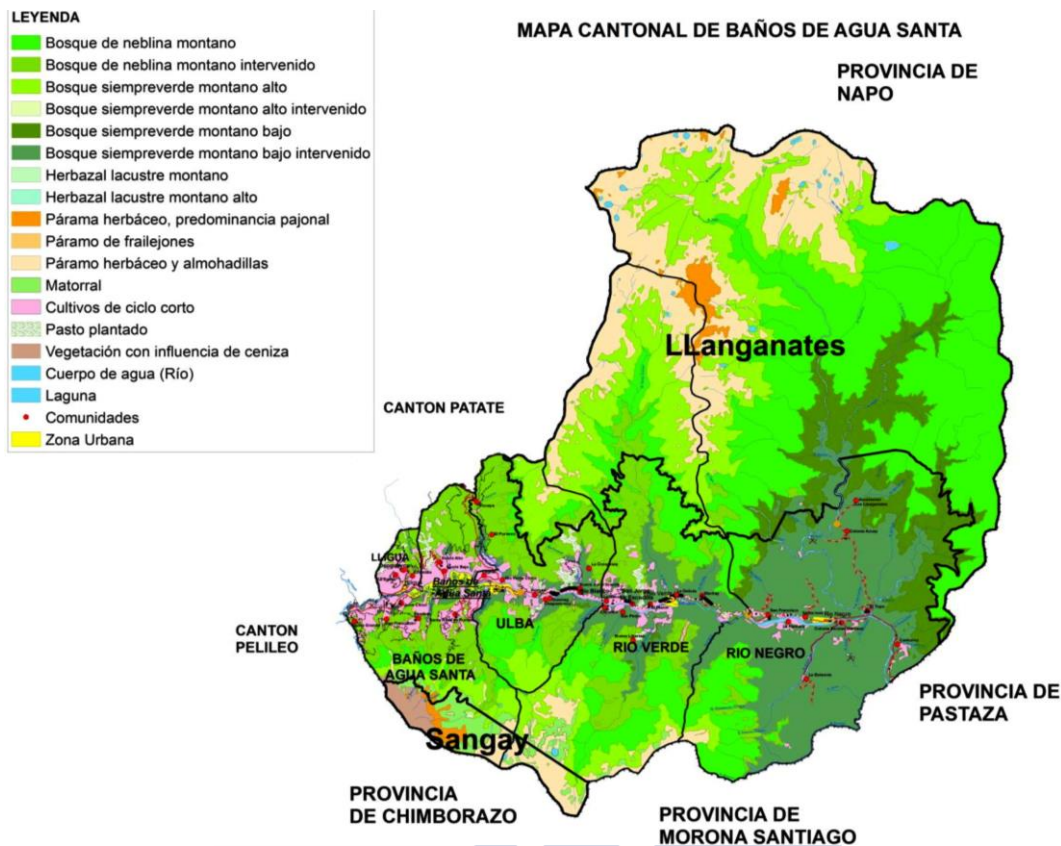 LEYENDA
Bosque de neblina montano
Bosque de neblina montano intervenido
Bosque siempreverde montano alto
Bosque siempreverde montano alto intervenido
Bosque siempreverde montano bajo
Bosque siempreverde montano bajo intervenido
Herbazal lacustre montano
Herbazal lacustre montano alto
Párama herbáceo, predominancia pajonal
Páramo de frailejones
Páramo herbáceo y almohadillas
Matorral
Cultivos de ciclo corto
Pasto plantado
Vegetación con influencia de ceniza
Cuerpo de agua (Río)
Laguna
Comunidades
Zona Urbana
MAPA CANTONAL DE BAÑOS DE AGUA SANTA
PROVINCIA DE
NAPO
LLanganates
CANTON PATATE
LLIGUA
Baños de
Agua Santa
ULBA
CANTON
PELILEO
BAÑOS DE
AGUA SANTA
RIO VERDE
RIO NEGRO
PROVINCIA DE
PASTAZA
Sangay
PROVINCIA
DE CHIMBORAZO
PROVINCIA DE
MORONA SANTIAGO